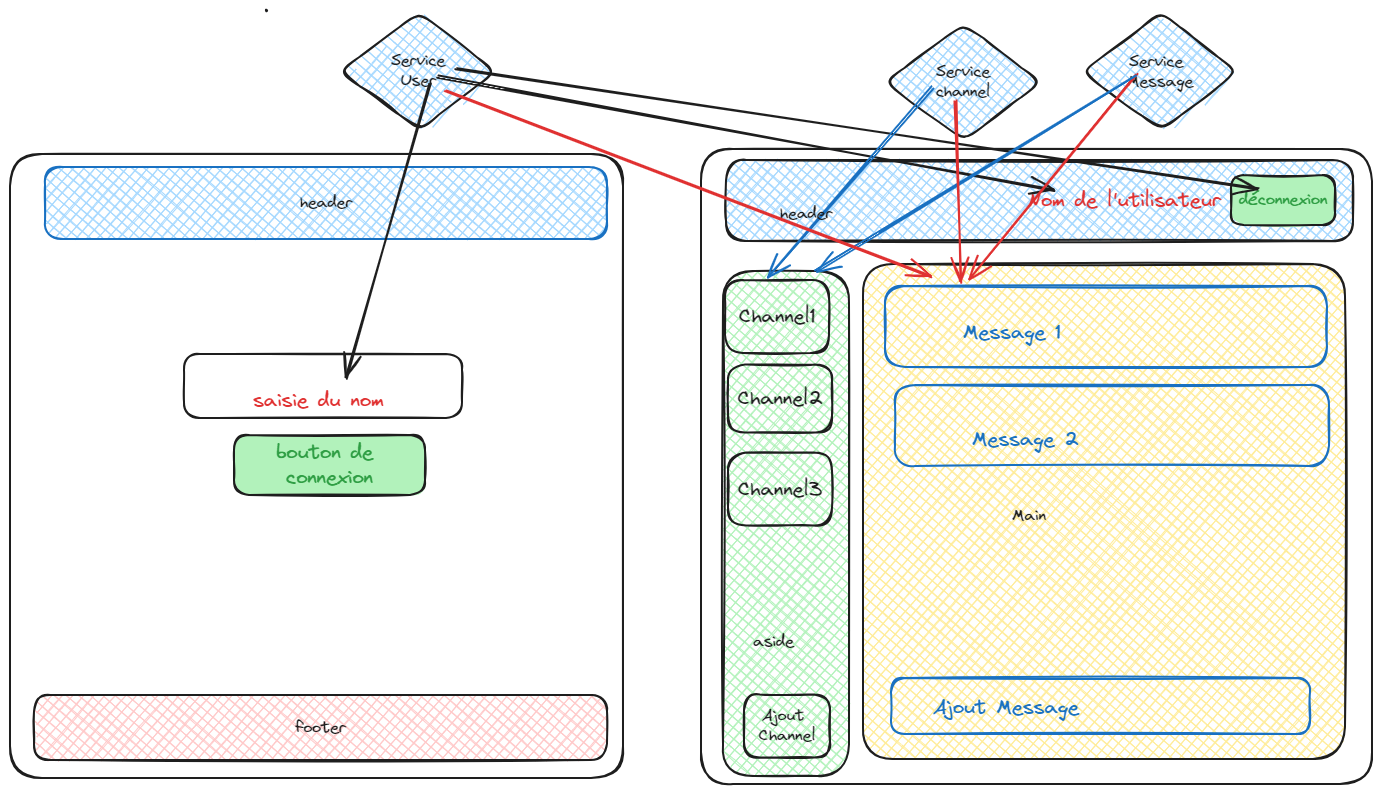 Service
User
Service
channel
Service
Message
header
header
Nom de l'utilisateur
déconnexion
saisie du nom
bouton de
connexion
footer
Channel1
Channel2
Channel3
aside
Ajout
Channel
Message 1
Message 2
Main
Ajout Message